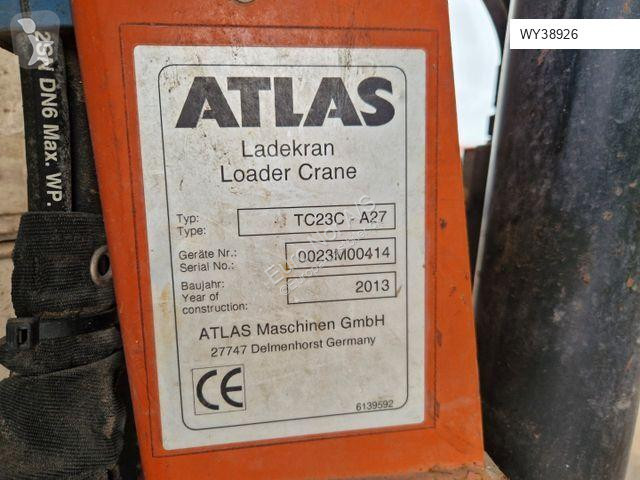 WY38926
2SN DN6 Max. WP.
ATLAS
Ladekran
Loader Crane
Typ:
Type:
TC23C - A27
Geräte Nr.:
Serial No.:
0023M00414
Baujahr:
Year of
construction:
2013
ATLAS Maschinen GmbH
27747 Delmenhorst Germany
CE
6139592